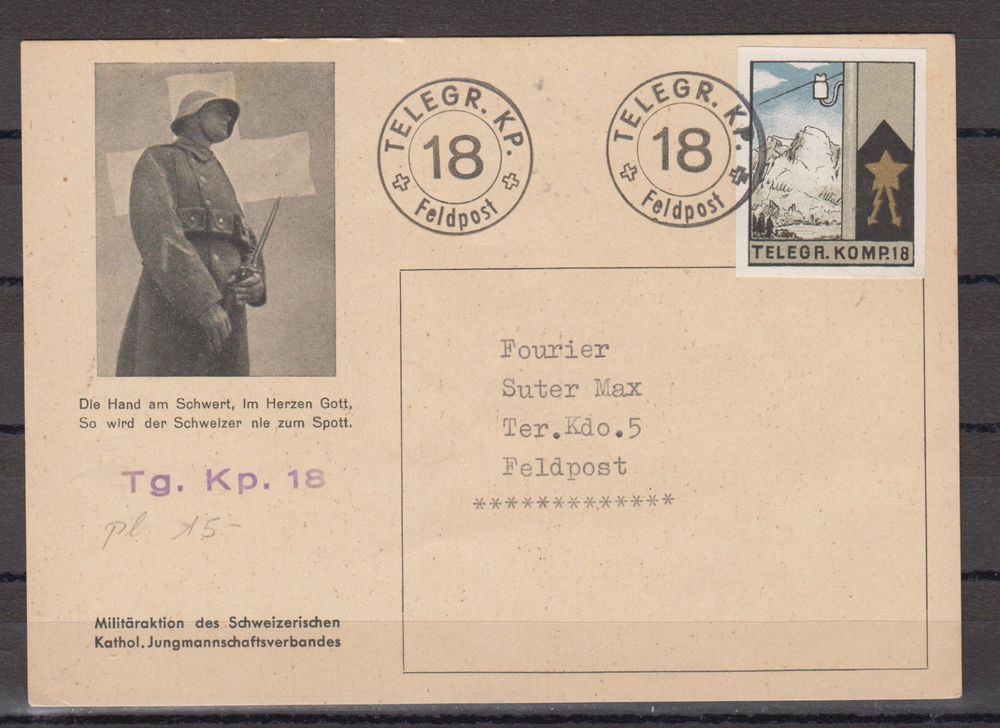 TELEGR. KP.
18
Feldpost
TELEGR. KP.
18
Feldpost
TELEGR. KOMP. 18
Die Hand am Schwert, im Herzen Gott,
So wird der Schweizer nie zum Spott.
Tg. Kp. 18
pl 15-
Militäraktion des Schweizerischen
Kathol. Jungmannschaftsverbandes
Fourier
Suter Max
Ter.Kdo.5
Feldpost
*************